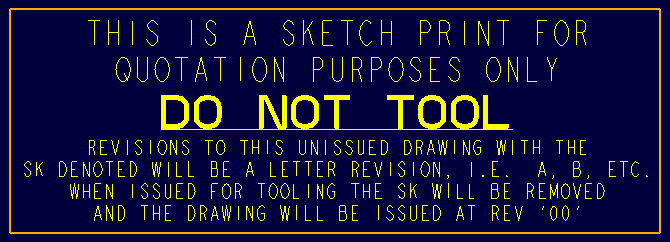 THIS IS A SKETCH PRINT FOR
QUOTATION PURPOSES ONLY
DO NOT TOOL
REVISIONS TO THIS UNISSUED DRAWING WITH THE
SK DENOTED WILL BE A LETTER REVISION, I.E. A, B, ETC.
WHEN ISSUED FOR TOOLING THE SK WILL BE REMOVED
AND THE DRAWING WILL BE ISSUED AT REV '00'